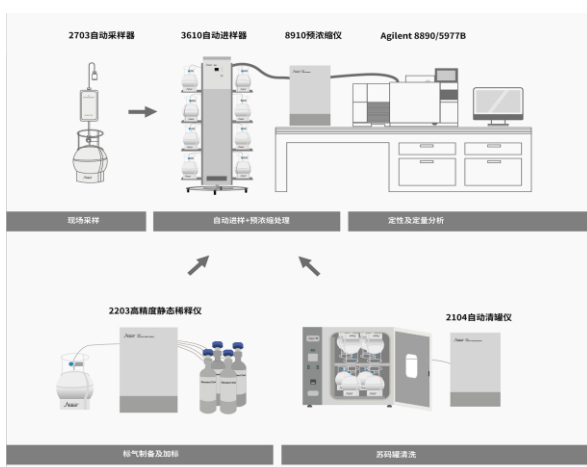 2703自动采样器
3610自动进样器
8910预浓缩仪
Agilent 8890/5977B
现场采样
自动进样+预浓缩处理
定性及定量分析
2203高精度静态稀释仪
2104自动清罐仪
标气制备及加标
苏码罐清洗